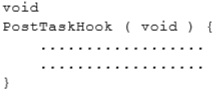 void
PostTaskHook ( void ) {
    ..................
    ..................
}